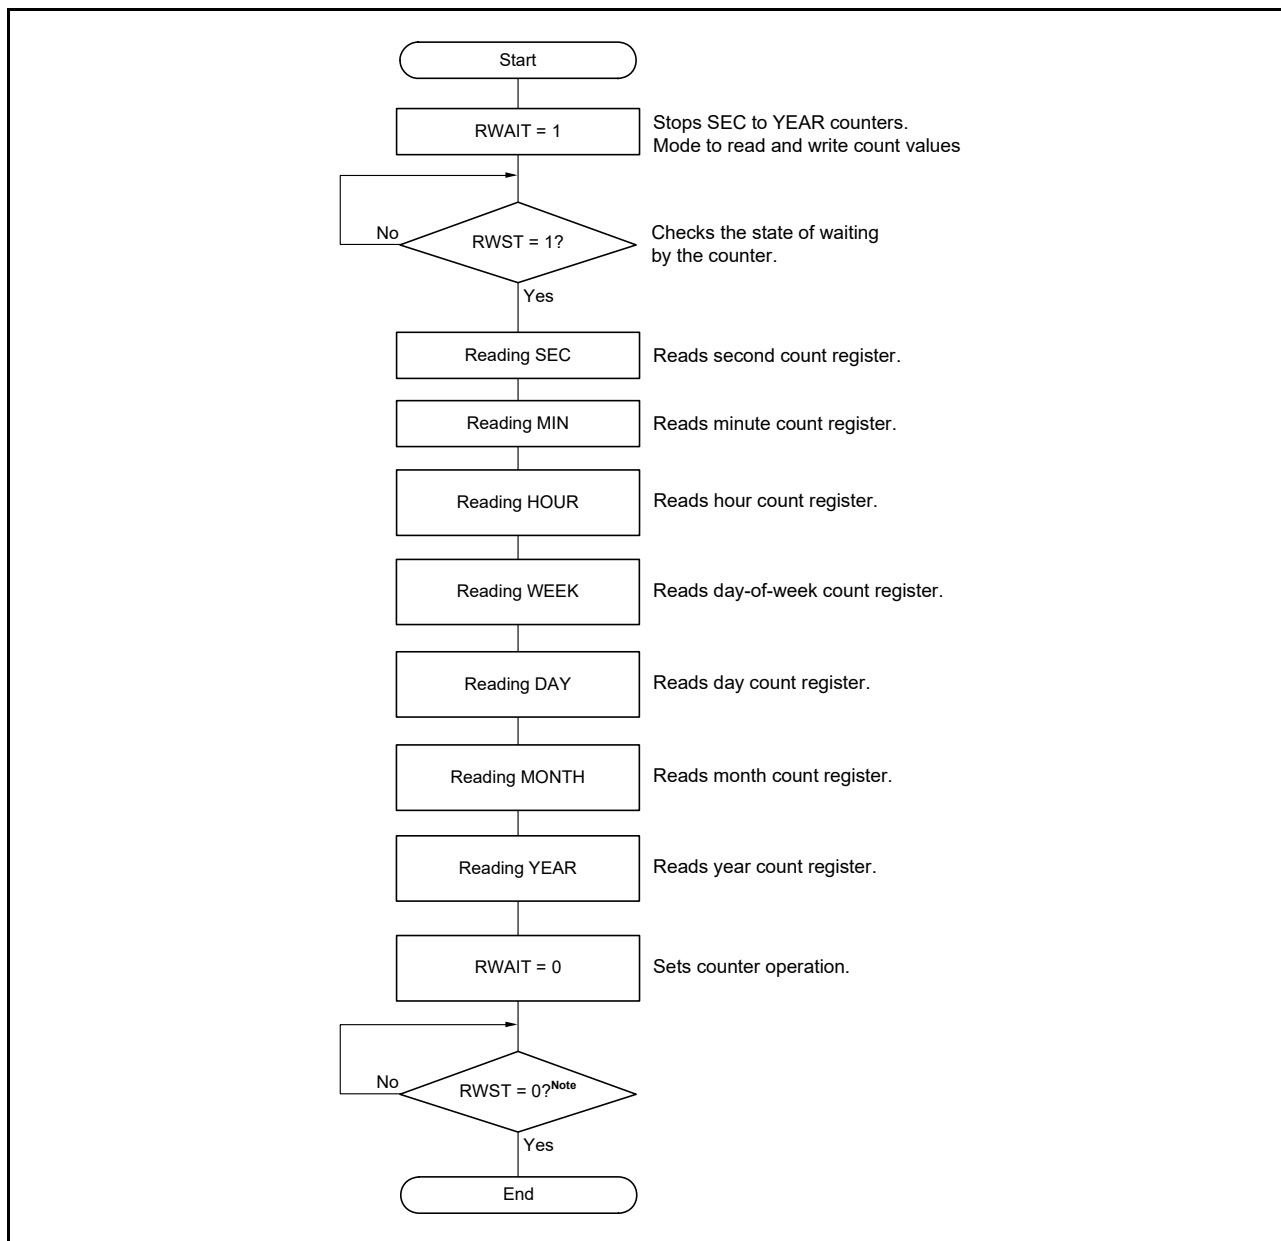 Start
RWAIT = 1
Stops SEC to YEAR counters.
Mode to read and write count values
No
RWST = 1?
Checks the state of waiting
by the counter.
Yes
Reading SEC
Reads second count register.
Reading MIN
Reads minute count register.
Reading HOUR
Reads hour count register.
Reading WEEK
Reads day-of-week count register.
Reading DAY
Reads day count register.
Reading MONTH
Reads month count register.
Reading YEAR
Reads year count register.
RWAIT = 0
Sets counter operation.
No
RWST = 0?Note
Yes
End